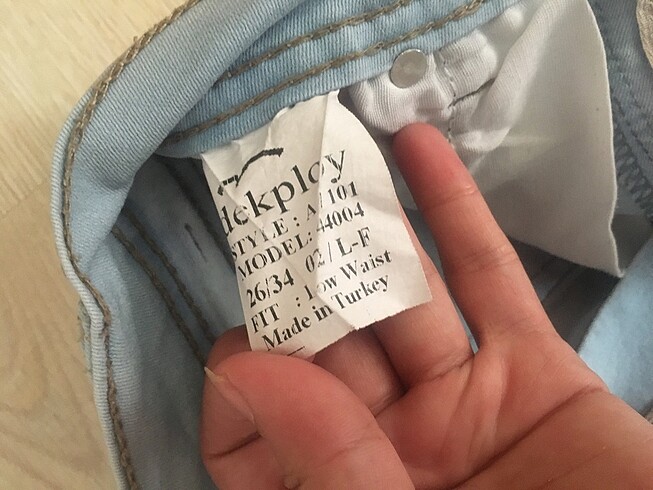 dekploy
STYLE : A 101
MODEL: 44004
26/34 02 / L-F
FIT : Low Waist
Made in Turkey